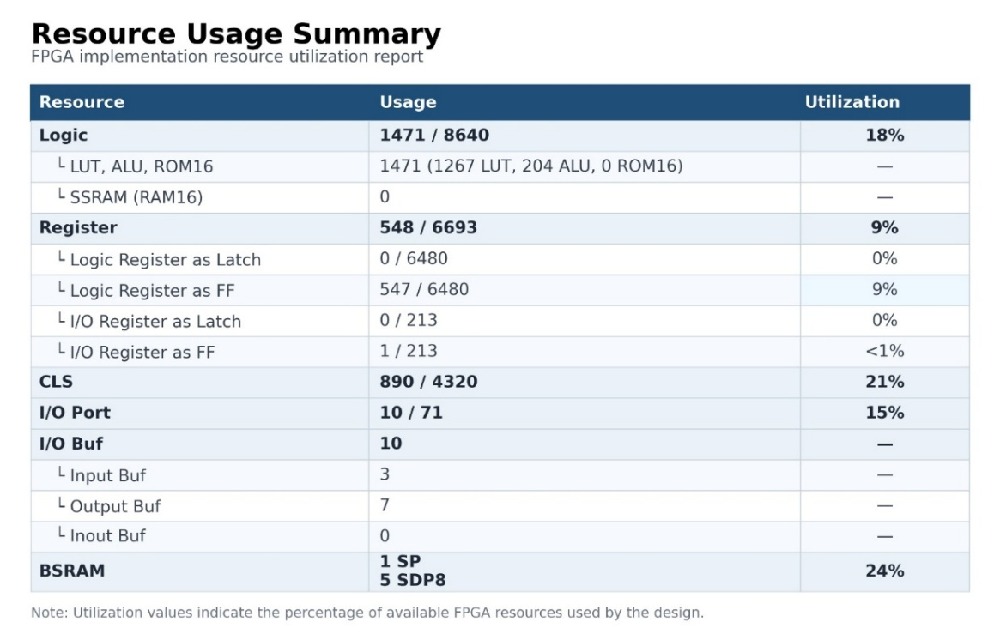 Resource Usage Summary
FPGA implementation resource utilization report
Resource Usage Utilization
Logic 1471 / 8640 18%
└ LUT, ALU, ROM16 1471 (1267 LUT, 204 ALU, 0 ROM16) —
└ SSRAM (RAM16) 0 —
Register 548 / 6693 9%
└ Logic Register as Latch 0 / 6480 0%
└ Logic Register as FF 547 / 6480 9%
└ I/O Register as Latch 0 / 213 0%
└ I/O Register as FF 1 / 213 <1%
CLS 890 / 4320 21%
I/O Port 10 / 71 15%
I/O Buf 10 —
└ Input Buf 3 —
└ Output Buf 7 —
└ Inout Buf 0 —
BSRAM 1 SP 24%
5 SDP8
Note: Utilization values indicate the percentage of available FPGA resources used by the design.